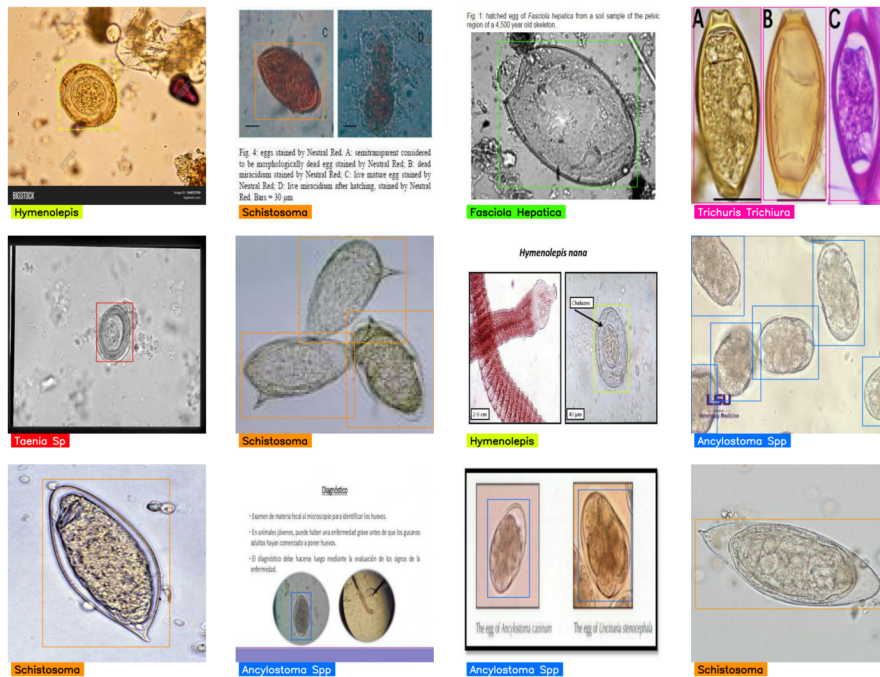 BIGSTOCK
Hymenolepis
C
D
Fig. 4: eggs stained by Neutral Red. A: semitransparent considered
to be morphologically dead egg stained by Neutral Red; B: dead
miracidium stained by Neutral Red; C: live mature egg stained by
Neutral Red; D: live miracidium after hatching, stained by Neutral
Red. Bars = 30 µm
Schistosoma
Fig. 1: hatched egg of Fasciola hepatica from a soil sample of the pelvic
region of a 4,500 year old skeleton.
Fasciola Hepatica
A
B
C
Trichuris Trichiura
Taenia Sp
Schistosoma
Hymenolepis nana
Chalazes
2-6 cm
40 µm
Hymenolepis
LSU
Veterinary Medicine
Ancylostoma Spp
Schistosoma
Diagnóstico
• Examen de materia fecal al microscopio para identificar los huevos.
• En animales jóvenes, puede haber una enfermedad grave antes de que los gusanos
adultos hayan comenzado a poner huevos.
• El diagnóstico debe hacerse luego mediante la evaluación de los signos de la
enfermedad.
Ancylostoma Spp
The egg of Ancylostoma caninum
The egg of Uncinaria stenocephala
Ancylostoma Spp
Schistosoma